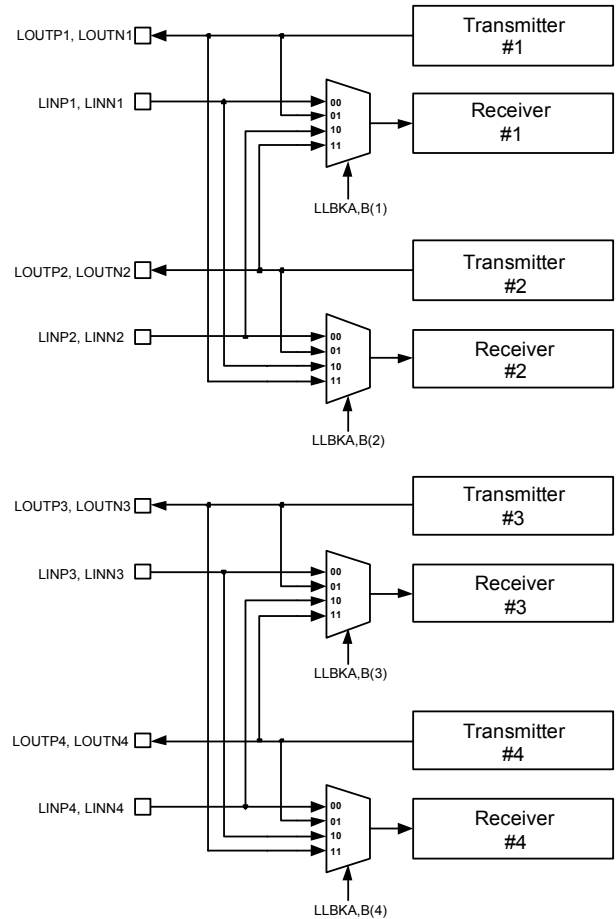 LOUTP1, LOUTN1
Transmitter
#1
LINP1, LINN1
00
01
10
11
Receiver
#1
LLBKA,B(1)
LOUTP2, LOUTN2
Transmitter
#2
LINP2, LINN2
00
01
10
11
Receiver
#2
LLBKA,B(2)
LOUTP3, LOUTN3
Transmitter
#3
LINP3, LINN3
00
01
10
11
Receiver
#3
LLBKA,B(3)
LOUTP4, LOUTN4
Transmitter
#4
LINP4, LINN4
00
01
10
11
Receiver
#4
LLBKA,B(4)